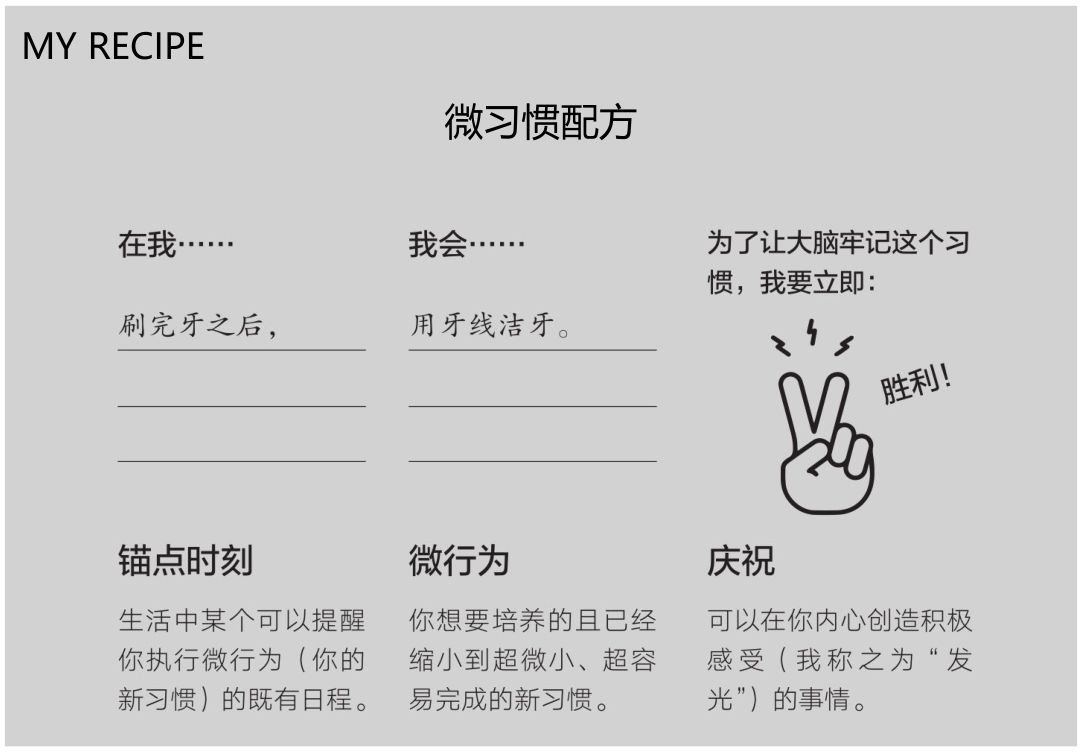 MY RECIPE
微习惯配方
在我……
刷完牙之后，
我会……
用牙线洁牙。
为了让大脑牢记这个习
惯，我要立即：
胜利！
锚点时刻
生活中某个可以提醒
你执行微行为（你的
新习惯）的既有日程。
微行为
你想要培养的且已经
缩小到超微小、超容
易完成的新习惯。
庆祝
可以在你内心创造积极
感受（我称之为“发
光”）的事情。